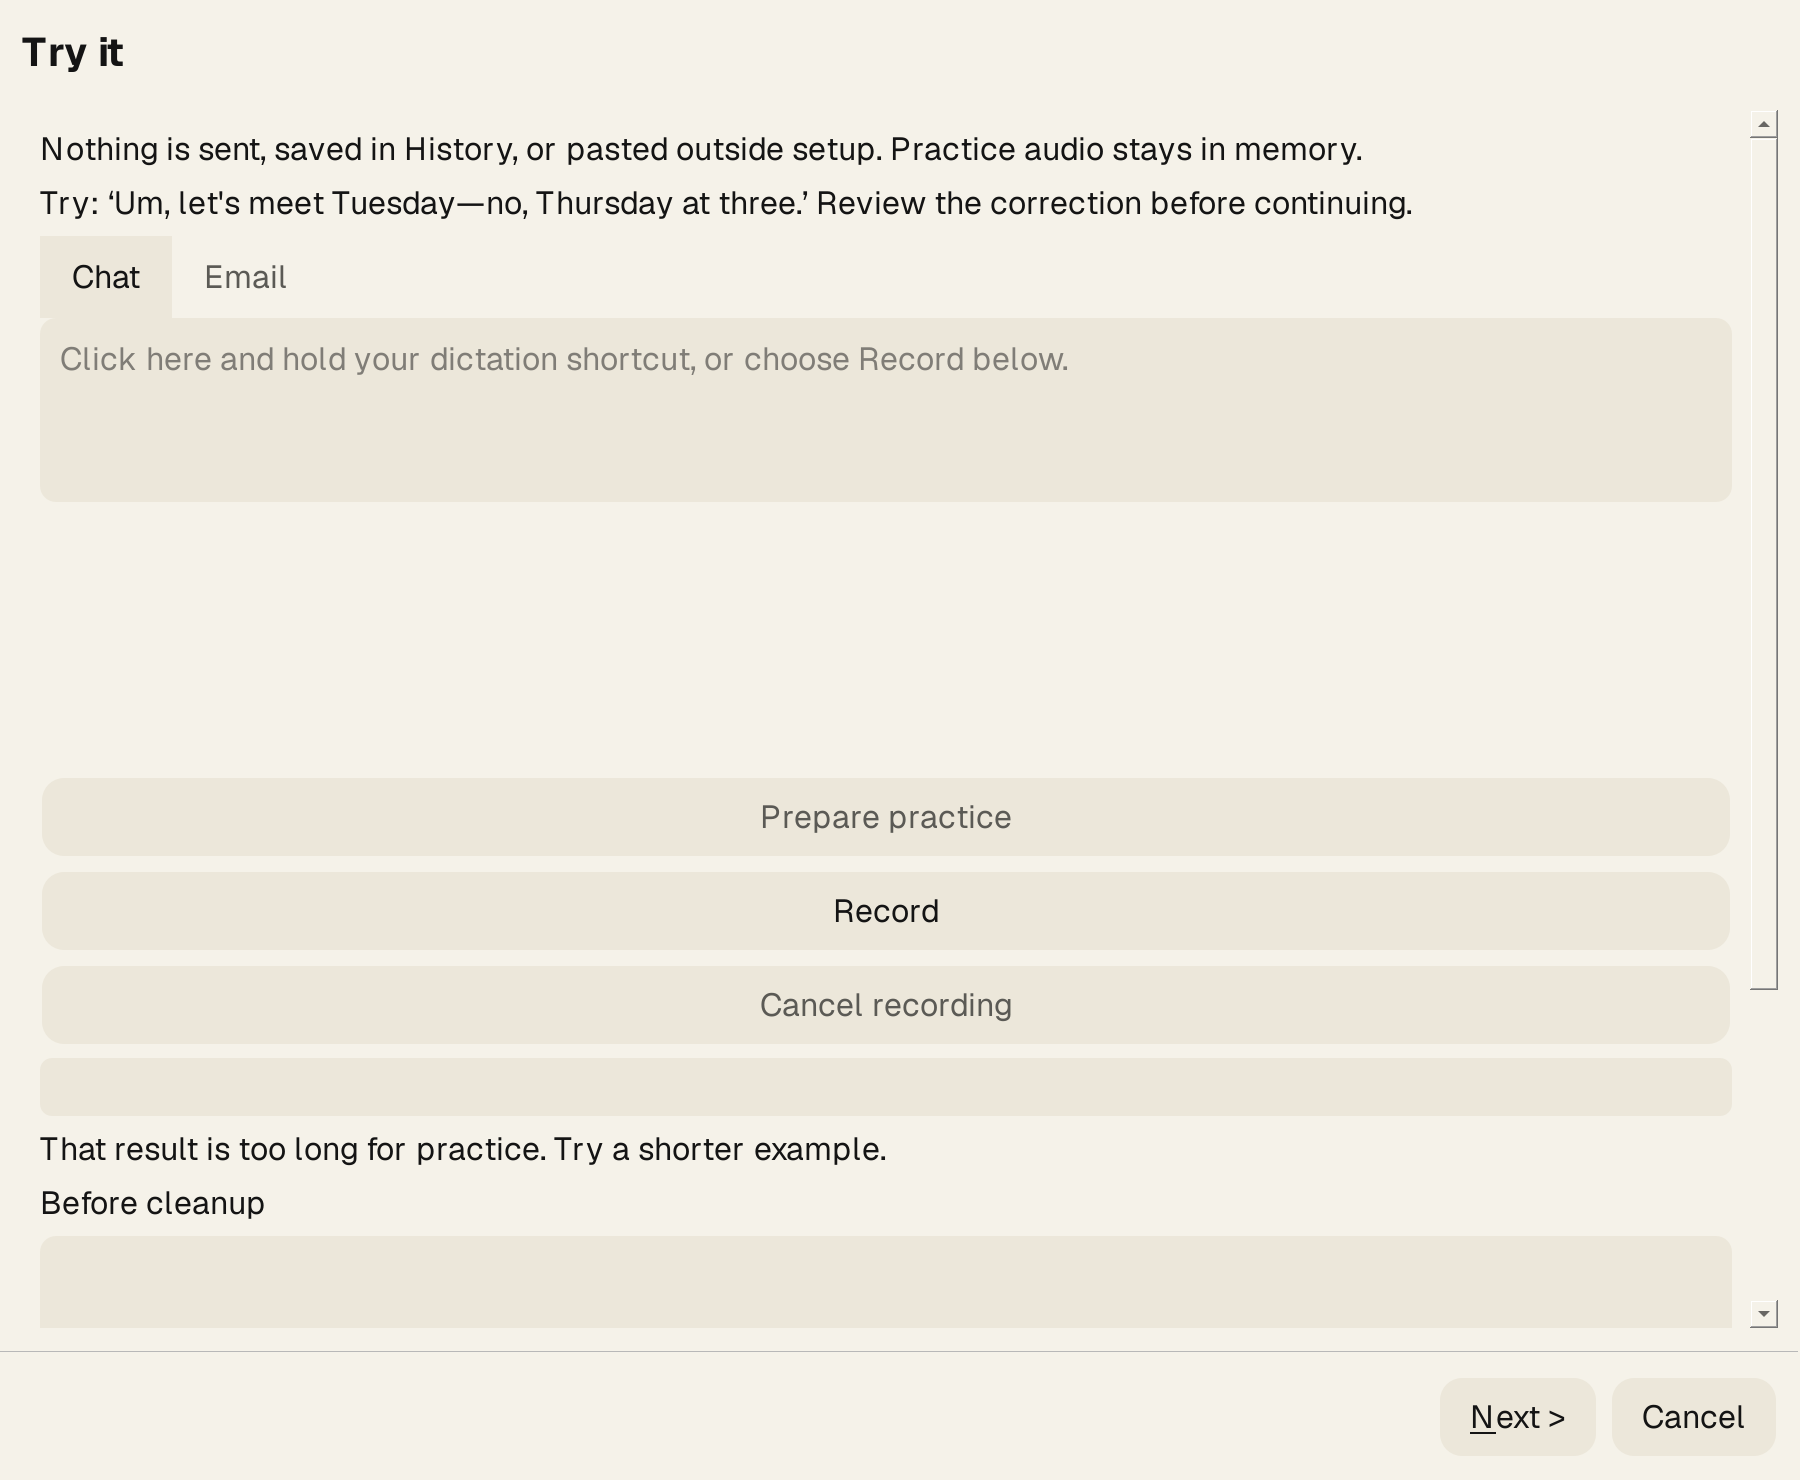 Try it
Nothing is sent, saved in History, or pasted outside setup. Practice audio stays in memory.
Try: ‘Um, let's meet Tuesday—no, Thursday at three.’ Review the correction before continuing.
Chat
Email
Click here and hold your dictation shortcut, or choose Record below.
Prepare practice
Record
Cancel recording
That result is too long for practice. Try a shorter example.
Before cleanup
Next >
Cancel